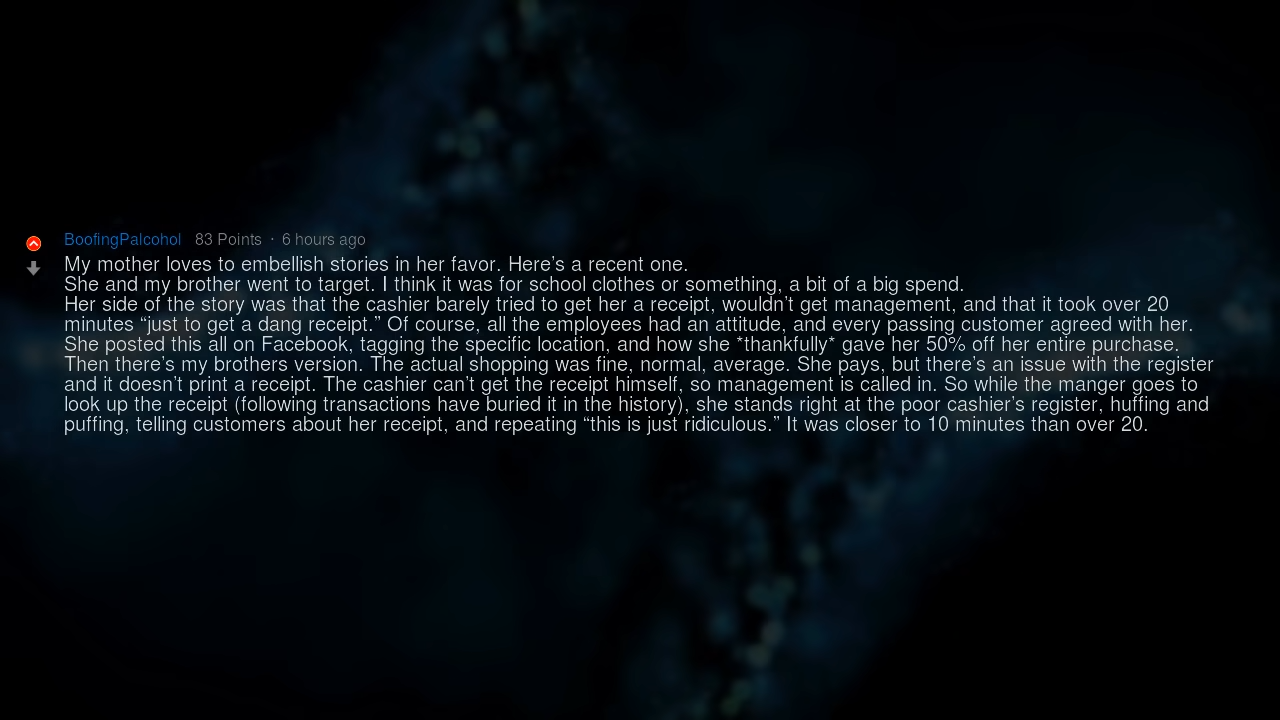 BoofingPalcohol 83 Points · 6 hours ago
My mother loves to embellish stories in her favor. Here’s a recent one.
She and my brother went to target. I think it was for school clothes or something, a bit of a big spend.
Her side of the story was that the cashier barely tried to get her a receipt, wouldn’t get management, and that it took over 20
minutes “just to get a dang receipt.” Of course, all the employees had an attitude, and every passing customer agreed with her.
She posted this all on Facebook, tagging the specific location, and how she *thankfully* gave her 50% off her entire purchase.
Then there’s my brothers version. The actual shopping was fine, normal, average. She pays, but there’s an issue with the register
and it doesn’t print a receipt. The cashier can’t get the receipt himself, so management is called in. So while the manger goes to
look up the receipt (following transactions have buried it in the history), she stands right at the poor cashier’s register, huffing and
puffing, telling customers about her receipt, and repeating “this is just ridiculous.” It was closer to 10 minutes than over 20.